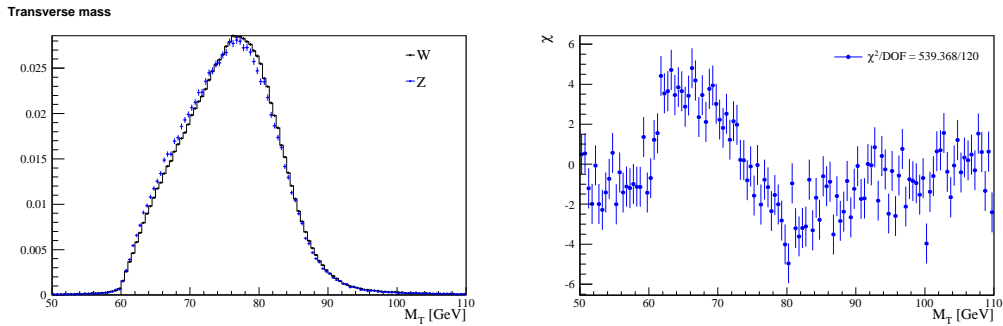 Transverse mass
0.025
0.02
0.015
0.01
0.005
0
50 60 70 80 90 100 110
M_T [GeV]
W
Z
χ
6
4
2
0
-2
-4
-6
50 60 70 80 90 100 110
M_T [GeV]
χ²/DOF = 539.368/120